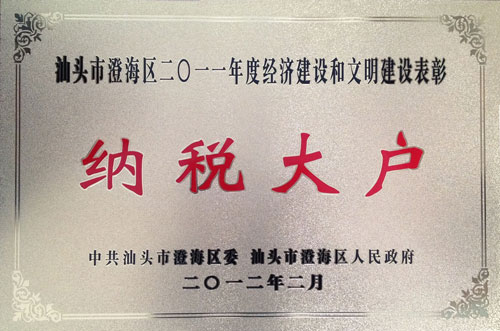 汕头市澄海区二〇一一年度经济建设和文明建设表彰
纳税大户
中共汕头市澄海区委 汕头市澄海区人民政府
二〇一二年二月